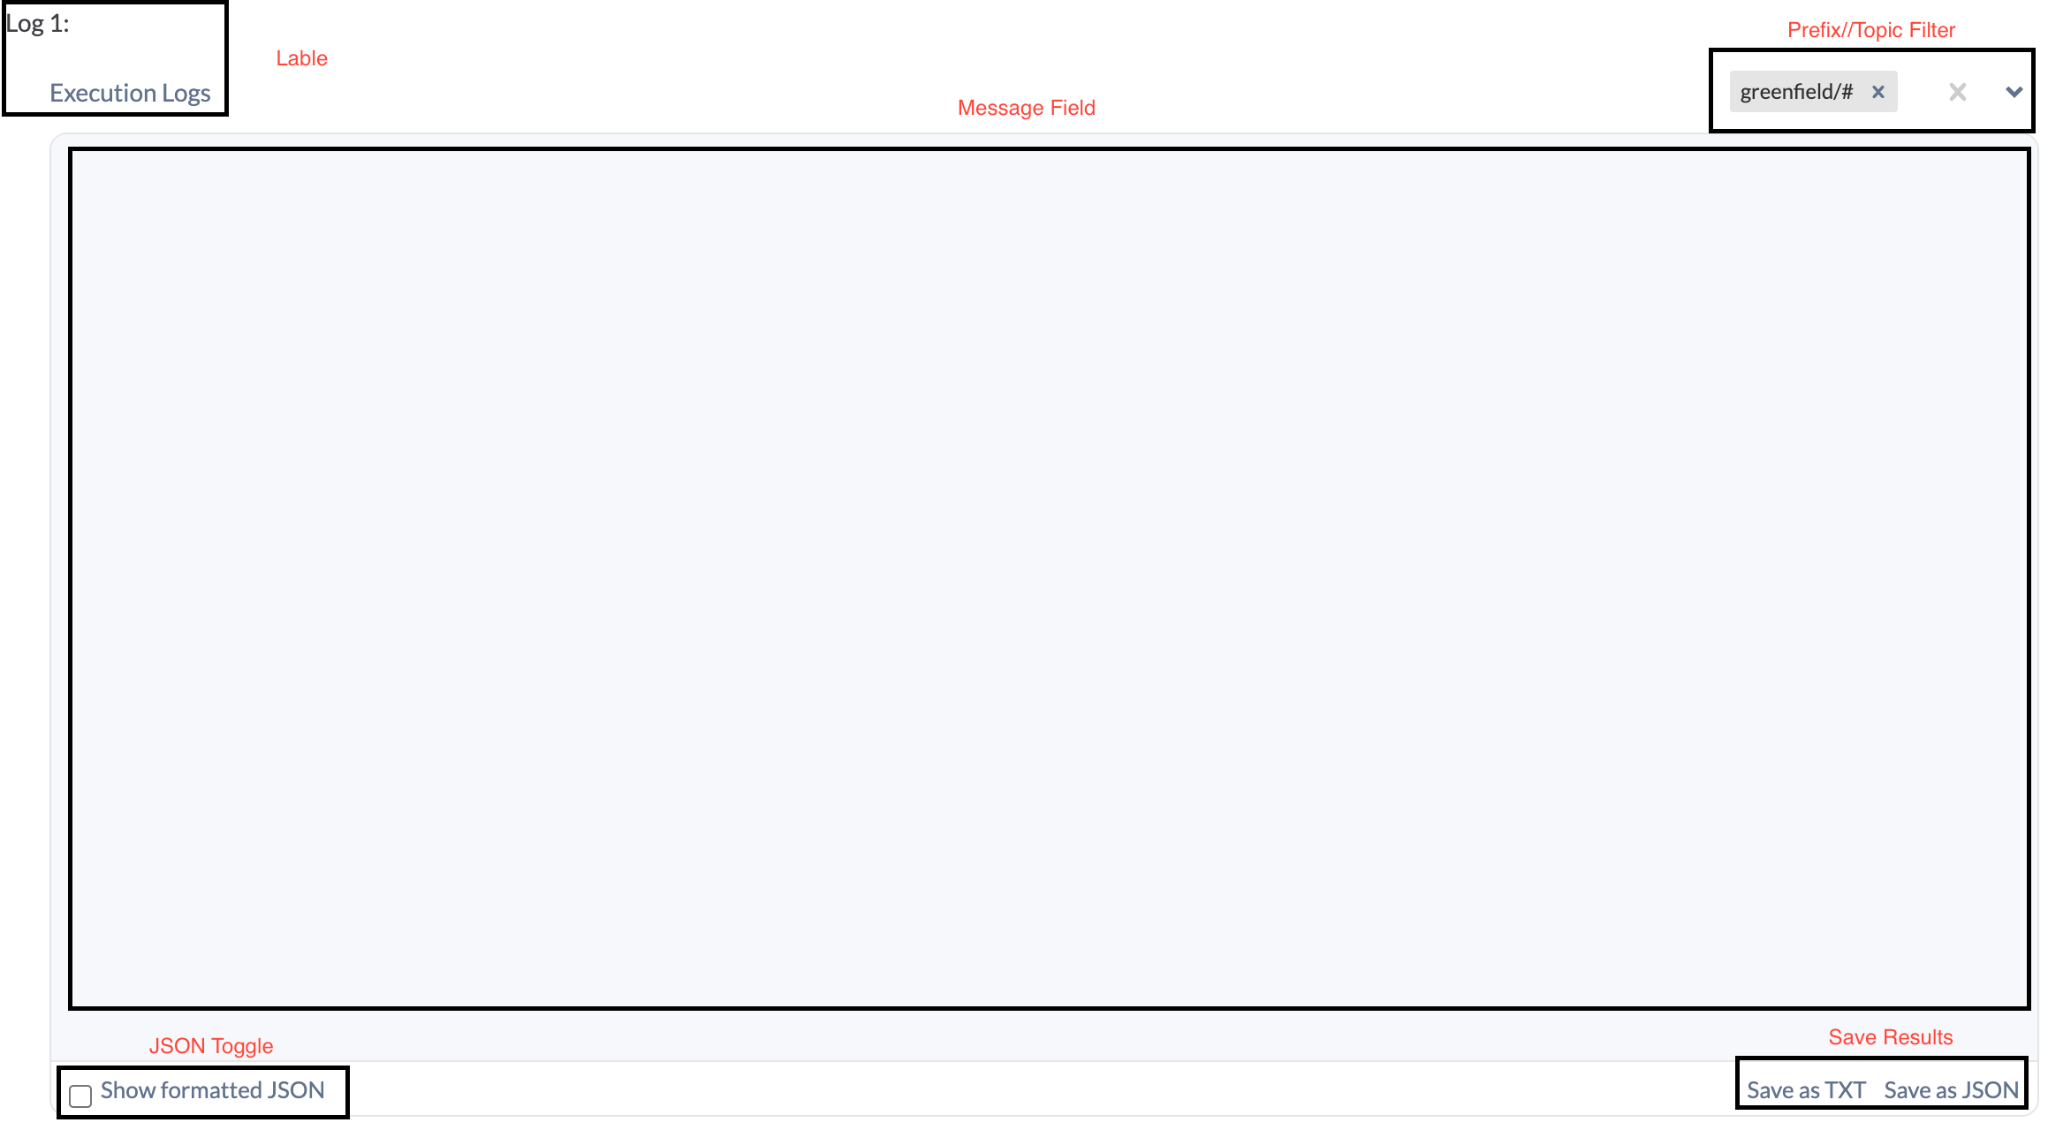 Log 1:
Prefix//Topic Filter
Lable
Execution Logs
greenfield/#
Message Field
JSON Toggle
Save Results
Show formatted JSON
Save as TXT Save as JSON